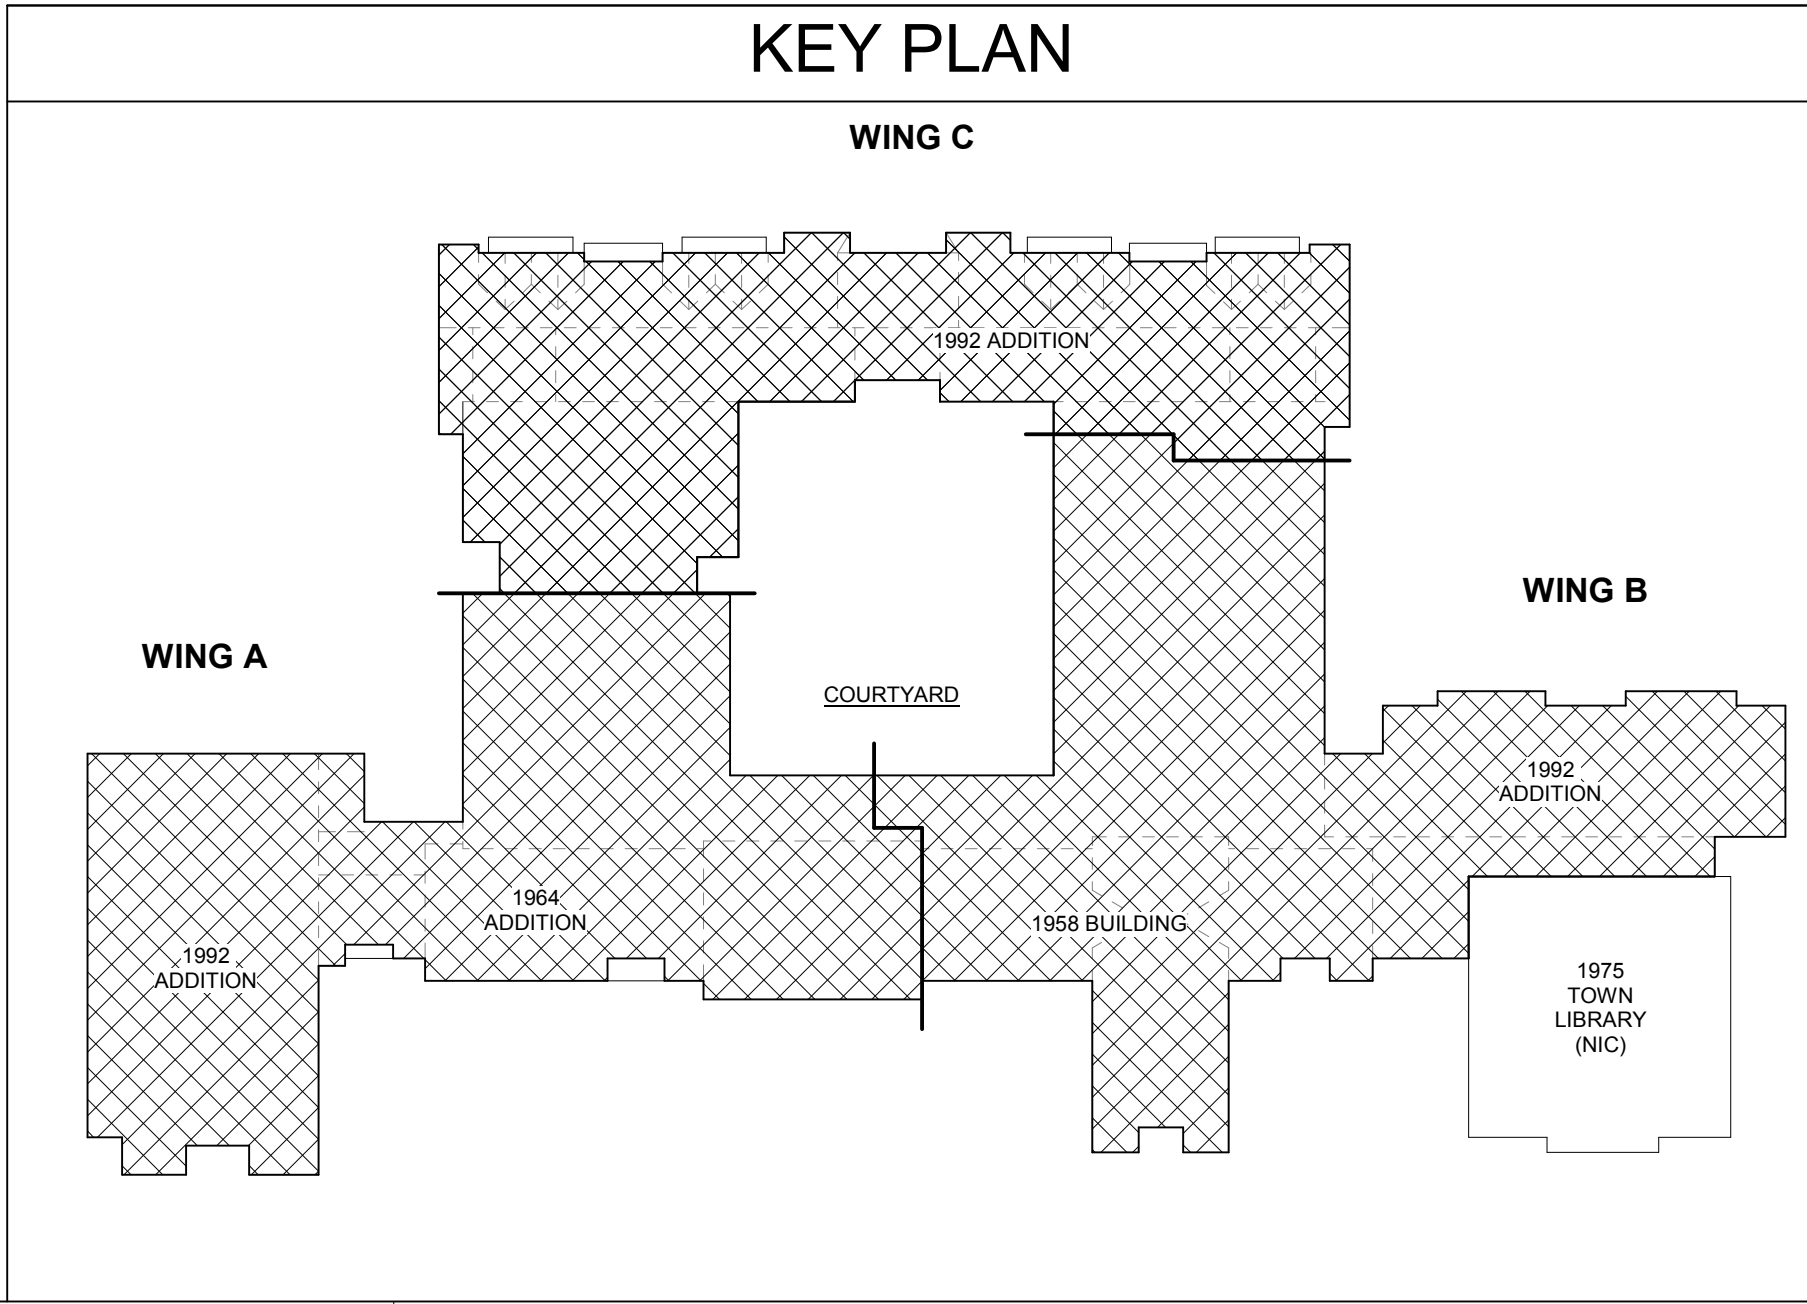 KEY PLAN
WING C
1992 ADDITION
WING B
WING A
COURTYARD
1992
ADDITION
1964
ADDITION
1958 BUILDING
1992
ADDITION
1975
TOWN
LIBRARY
(NIC)